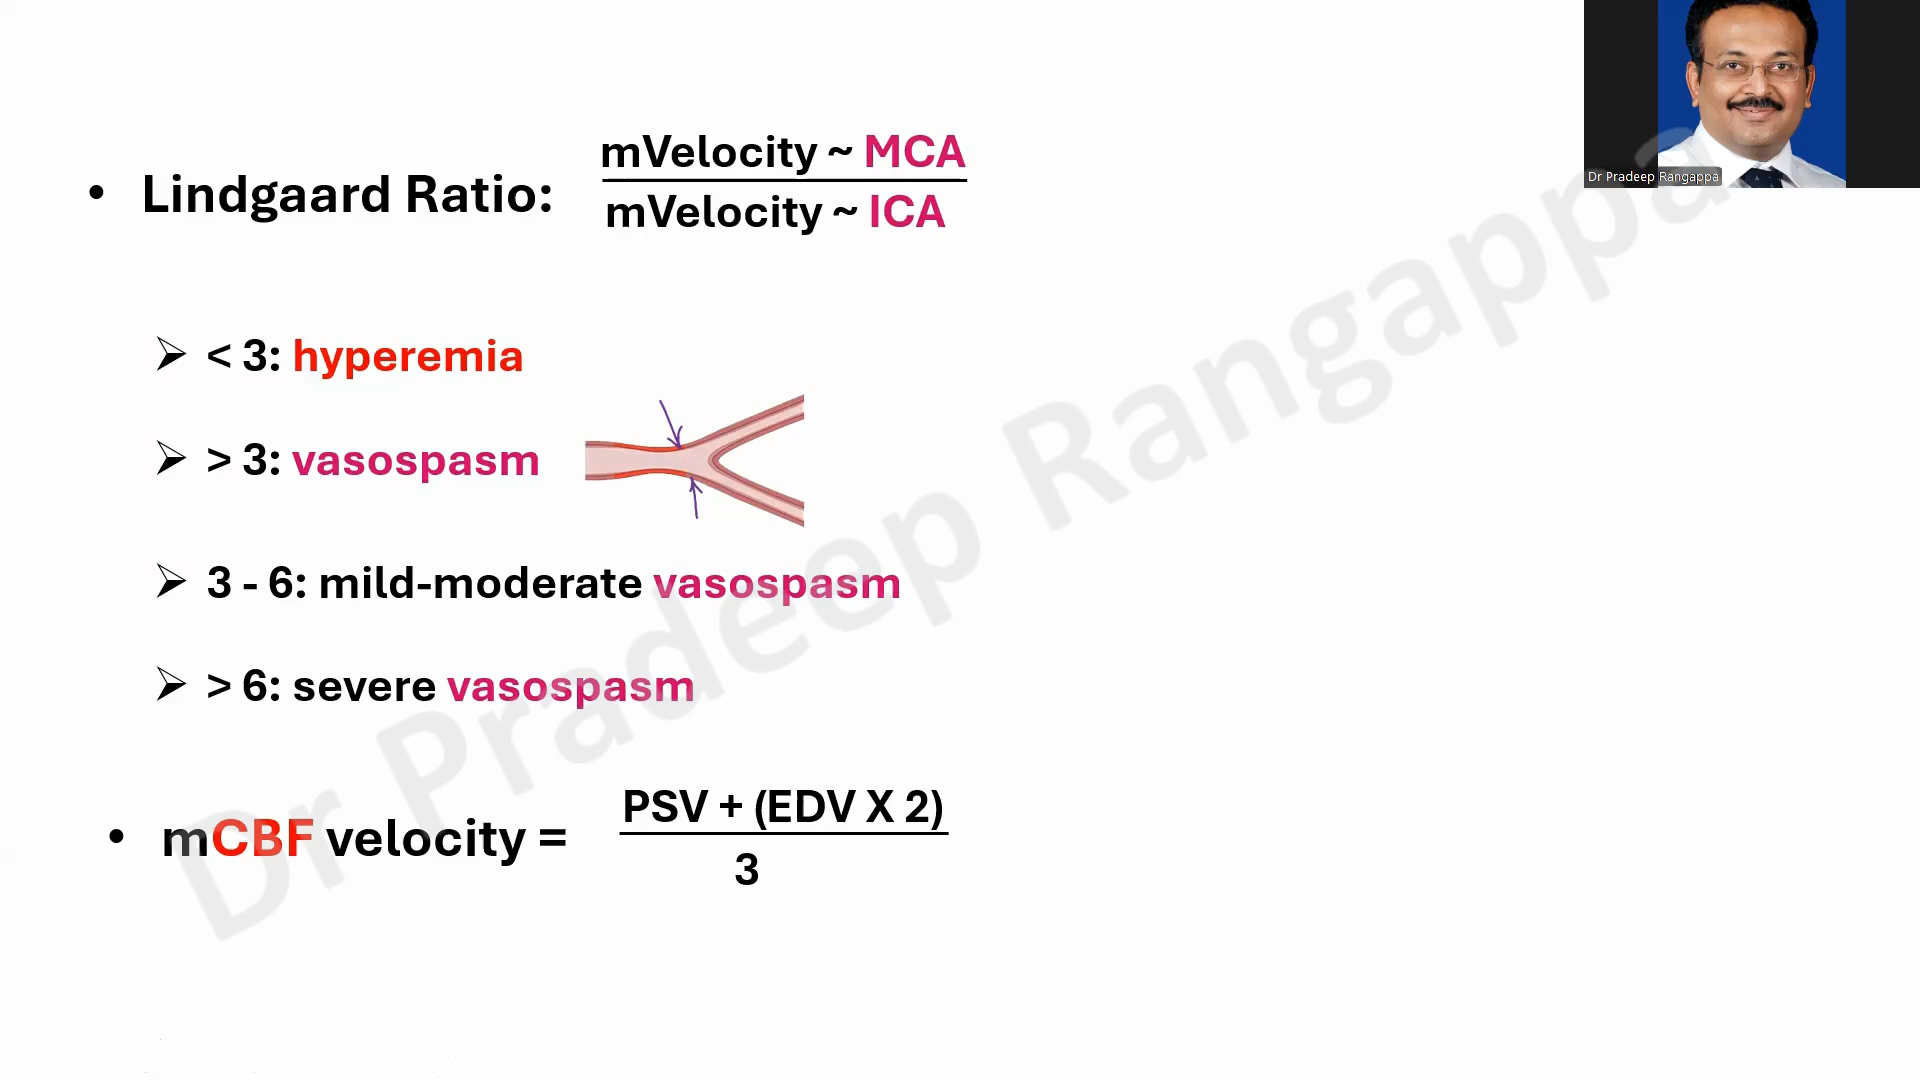 Dr Pradeep Rangappa
• Lindgaard Ratio:
mVelocity ~ MCA
mVelocity ~ ICA
➢ < 3: hyperemia
➢ > 3: vasospasm
➢ 3 - 6: mild-moderate vasospasm
➢ > 6: severe vasospasm
• mCBF velocity =
PSV + (EDV X 2)
3
Dr Pradeep Rangappa